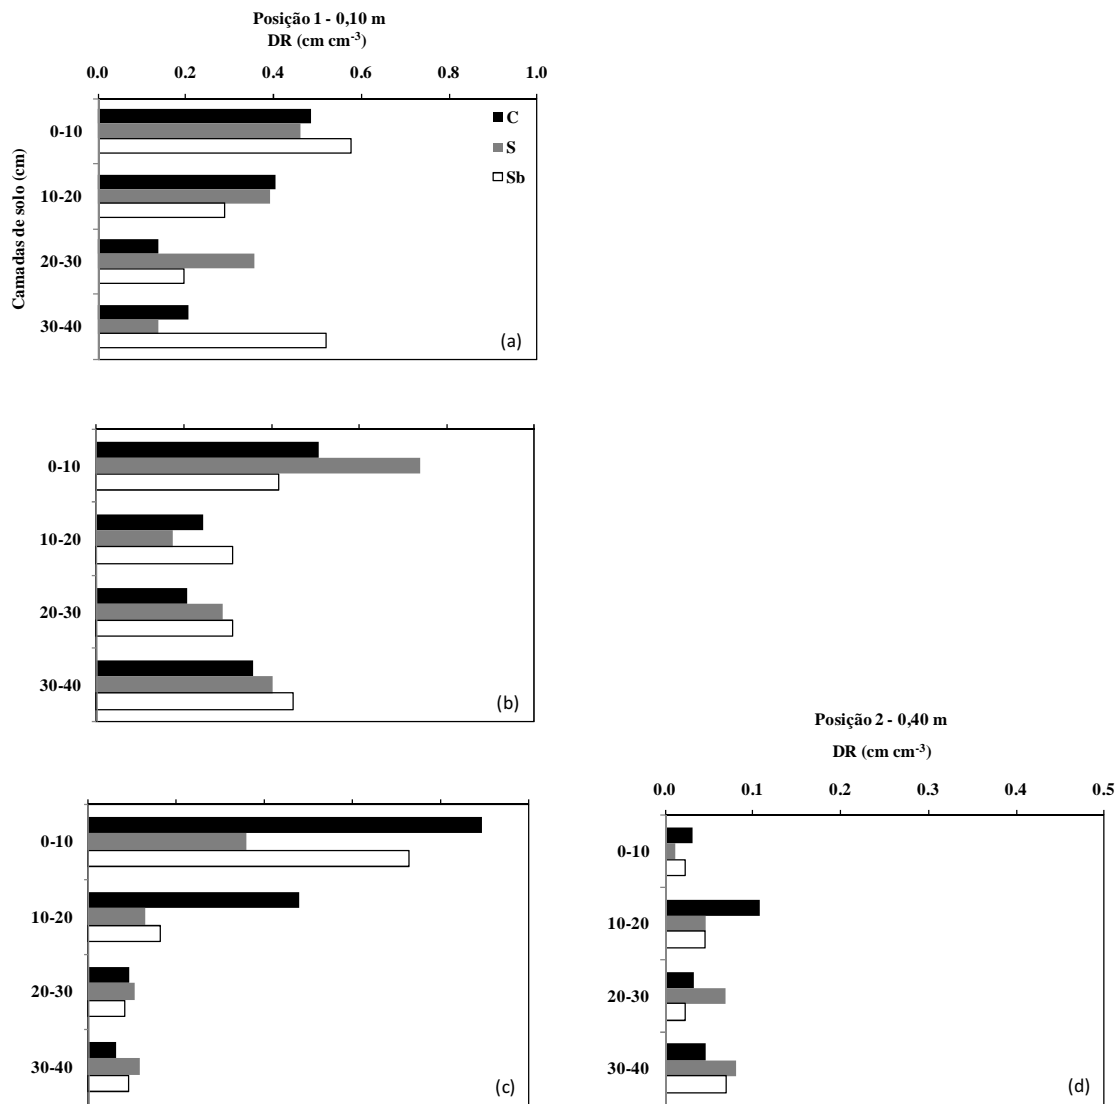 Posição 1 - 0,10 m
DR (cm cm-3)
0.0 0.2 0.4 0.6 0.8 1.0
Camadas de solo (cm)
0-10
10-20
20-30
30-40
C
S
Sb
(a)
0-10
10-20
20-30
30-40
(b)
0-10
10-20
20-30
30-40
(c)
Posição 2 - 0,40 m
DR (cm cm-3)
0.0 0.1 0.2 0.3 0.4 0.5
0-10
10-20
20-30
30-40
(d)